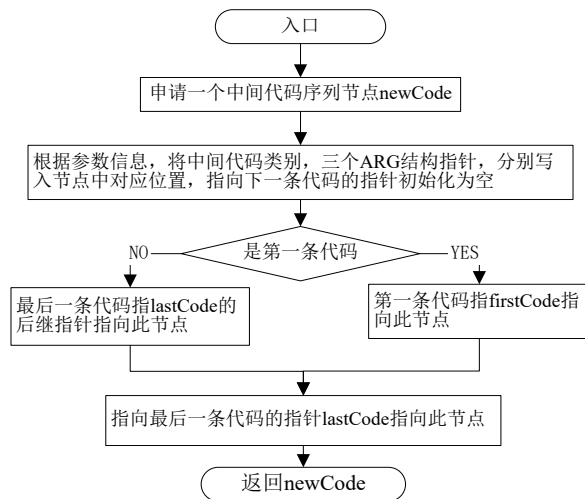 入口
申请一个中间代码序列节点newCode
根据参数信息，将中间代码类别，三个ARG结构指针，分别写
入节点中对应位置，指向下一条代码的指针初始化为空
NO
是第一条代码
YES
最后一条代码指lastCode的
后继指针指向此节点
第一条代码指firstCode指
向此节点
指向最后一条代码的指针lastCode指向此节点
返回newCode